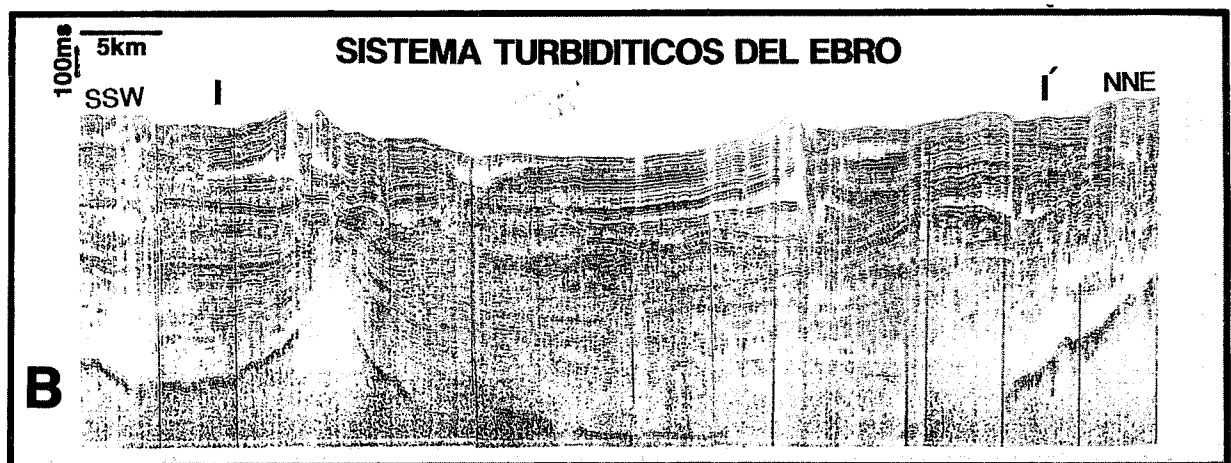 100ms
5km
SISTEMA TURBIDITICOS DEL EBRO
SSW
I
I´
NNE
B